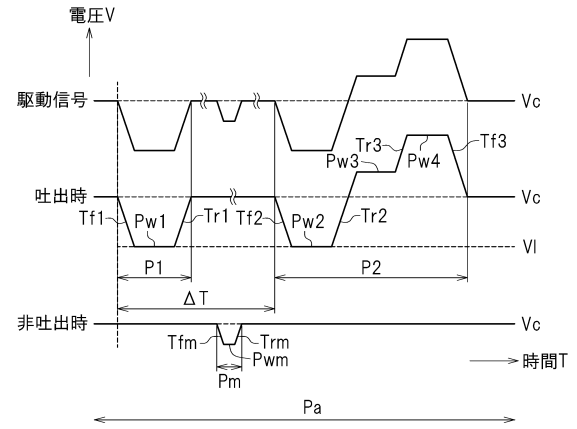 電圧V
駆動信号
Vc
Tr3
Pw4
Tf3
Pw3
吐出時
Vc
Tf1
Pw1
Tr1
Tf2
Pw2
Tr2
Vl
P1
P2
ΔT
非吐出時
Vc
Tfm
Trm
Pwm
Pm
時間T
Pa